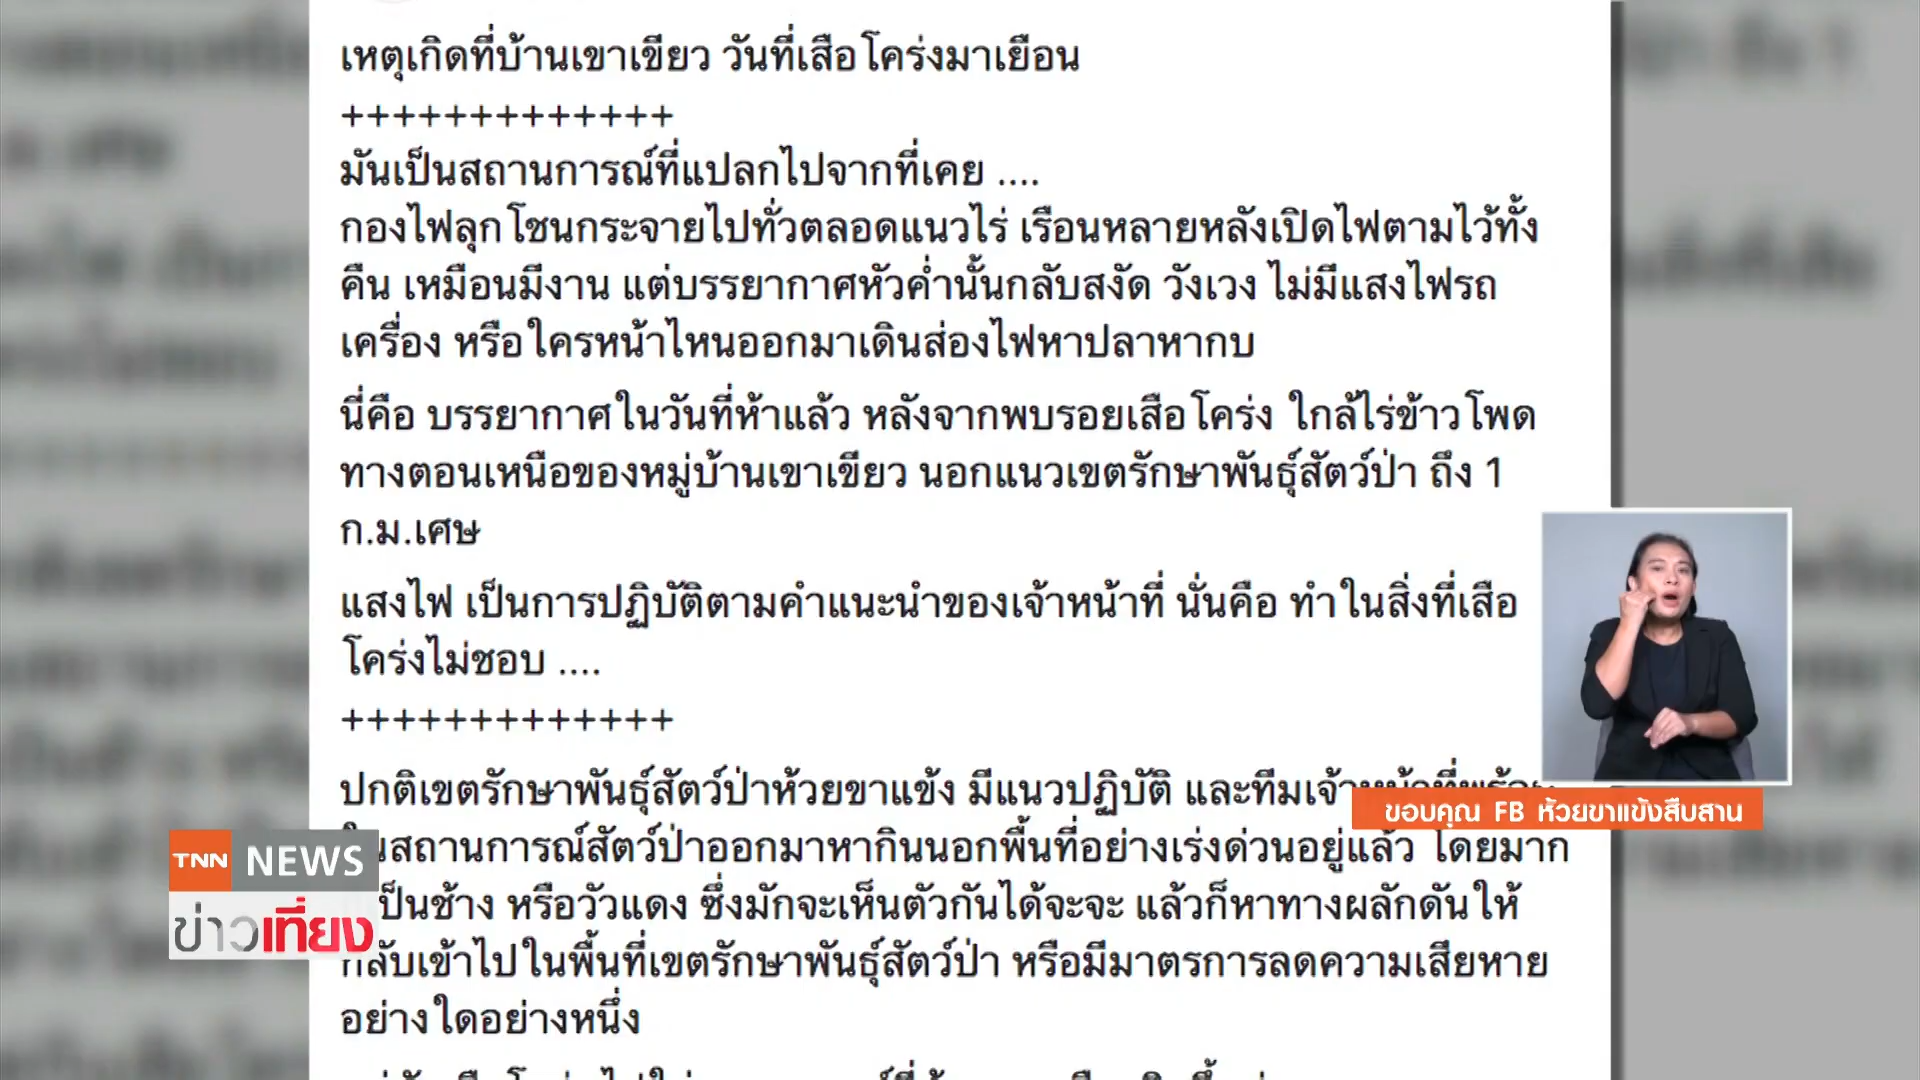 เหตุเกิดที่บ้านเขาเขียว วันที่เสือโคร่งมาเยือน
+++++++++++++
มันเป็นสถานการณ์ที่แปลกไปจากที่เคย ....
กองไฟลุกโชนกระจายไปทั่วตลอดแนวไร่ เรือนหลายหลังเปิดไฟตามไว้ทั้ง
คืน เหมือนมีงาน แต่บรรยากาศหัวค่ำนั้นกลับสงัด วังเวง ไม่มีแสงไฟรถ
เครื่อง หรือใครหน้าไหนออกมาเดินส่องไฟหาปลาหากบ
นี่คือ บรรยากาศในวันที่ห้าแล้ว หลังจากพบรอยเสือโคร่ง ใกล้ไร่ข้าวโพด
ทางตอนเหนือของหมู่บ้านเขาเขียว นอกแนวเขตรักษาพันธุ์สัตว์ป่า ถึง 1
ก.ม.เศษ
แสงไฟ เป็นการปฏิบัติตามคำแนะนำของเจ้าหน้าที่ นั่นคือ ทำในสิ่งที่เสือ
โคร่งไม่ชอบ ....
+++++++++++++
ปกติเขตรักษาพันธุ์สัตว์ป่าห้วยขาแข้ง มีแนวปฏิบัติ และทีมเจ้าหน้าที่
ขอบคุณ FB ห้วยขาแข้งสืบสาน
สถานการณ์สัตว์ป่าออกมาหากินนอกพื้นที่อย่างเร่งด่วนอยู่แล้ว โดยมาก
เป็นช้าง หรือวัวแดง ซึ่งมักจะเห็นตัวกันได้จะจะ แล้วก็หาทางผลักดันให้
กลับเข้าไปในพื้นที่เขตรักษาพันธุ์สัตว์ป่า หรือมีมาตรการลดความเสียหาย
อย่างใดอย่างหนึ่ง
TNN NEWS
ข่าวเที่ยง